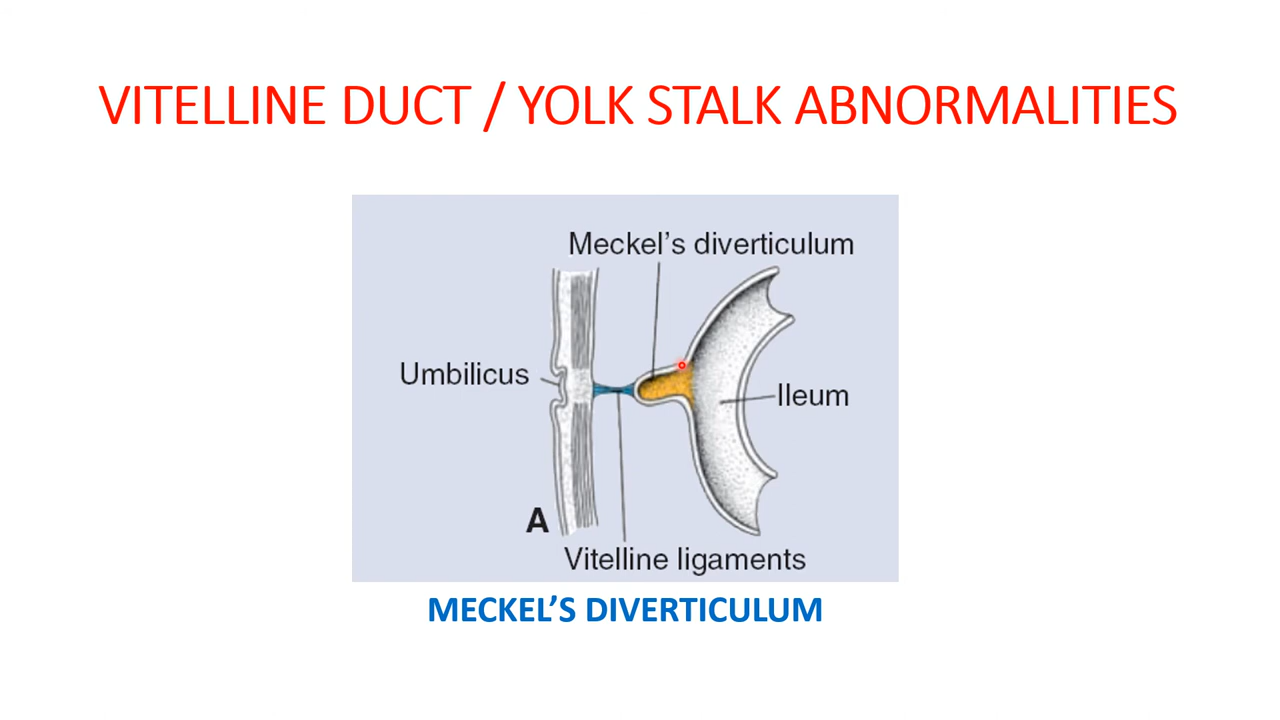 VITELLINE DUCT / YOLK STALK ABNORMALITIES
Meckel’s diverticulum
Umbilicus
Ileum
A
Vitelline ligaments
MECKEL’S DIVERTICULUM